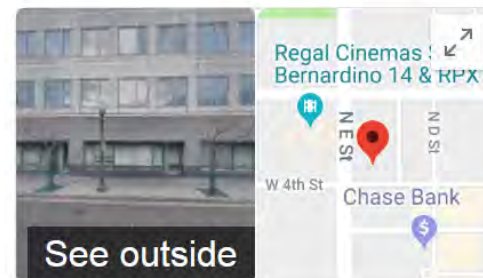 See outside
Regal Cinemas S
Bernardino 14 & RPX
N E St
N D St
W 4th St
Chase Bank
$